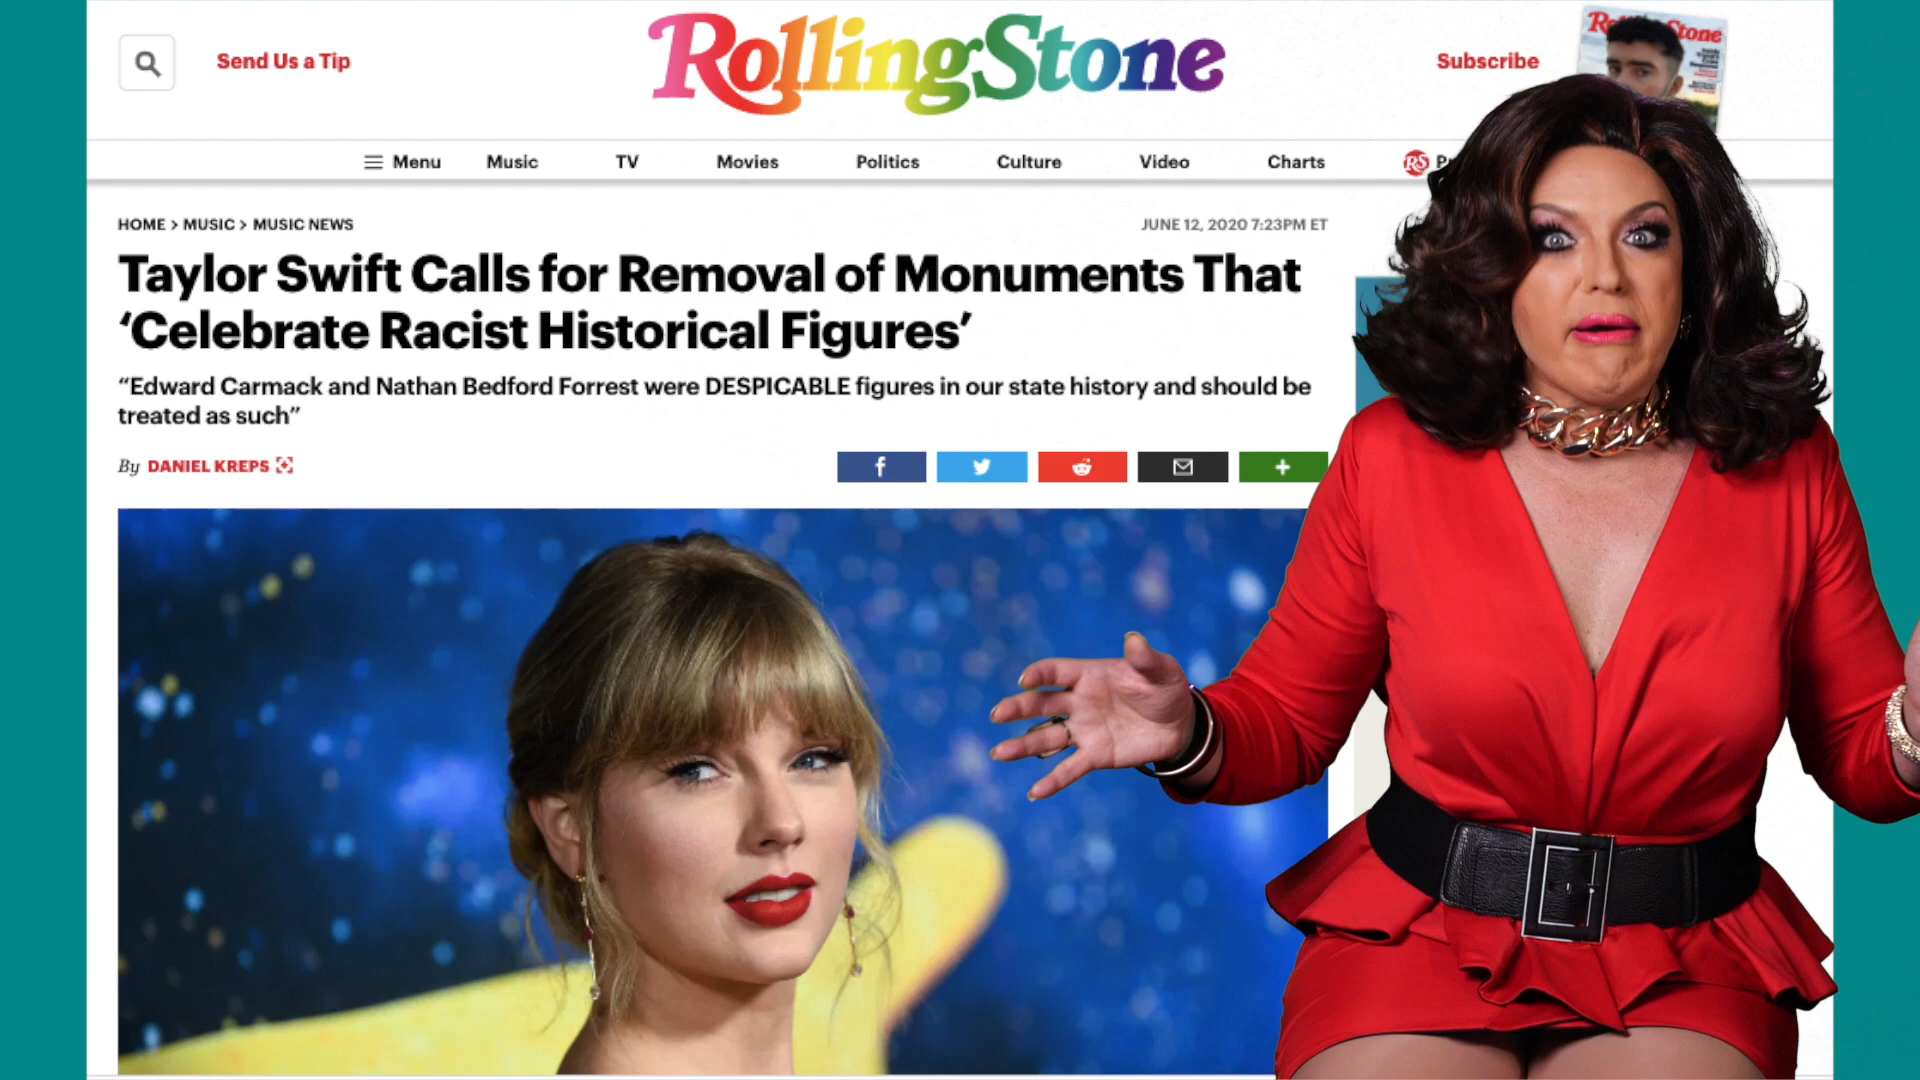 Send Us a Tip
RollingStone
Subscribe
Menu
Music
TV
Movies
Politics
Culture
Video
Charts
RS
HOME > MUSIC > MUSIC NEWS
JUNE 12, 2020 7:23PM ET
Taylor Swift Calls for Removal of Monuments That
‘Celebrate Racist Historical Figures’
“Edward Carmack and Nathan Bedford Forrest were DESPICABLE figures in our state history and should be
treated as such”
By DANIEL KREPS